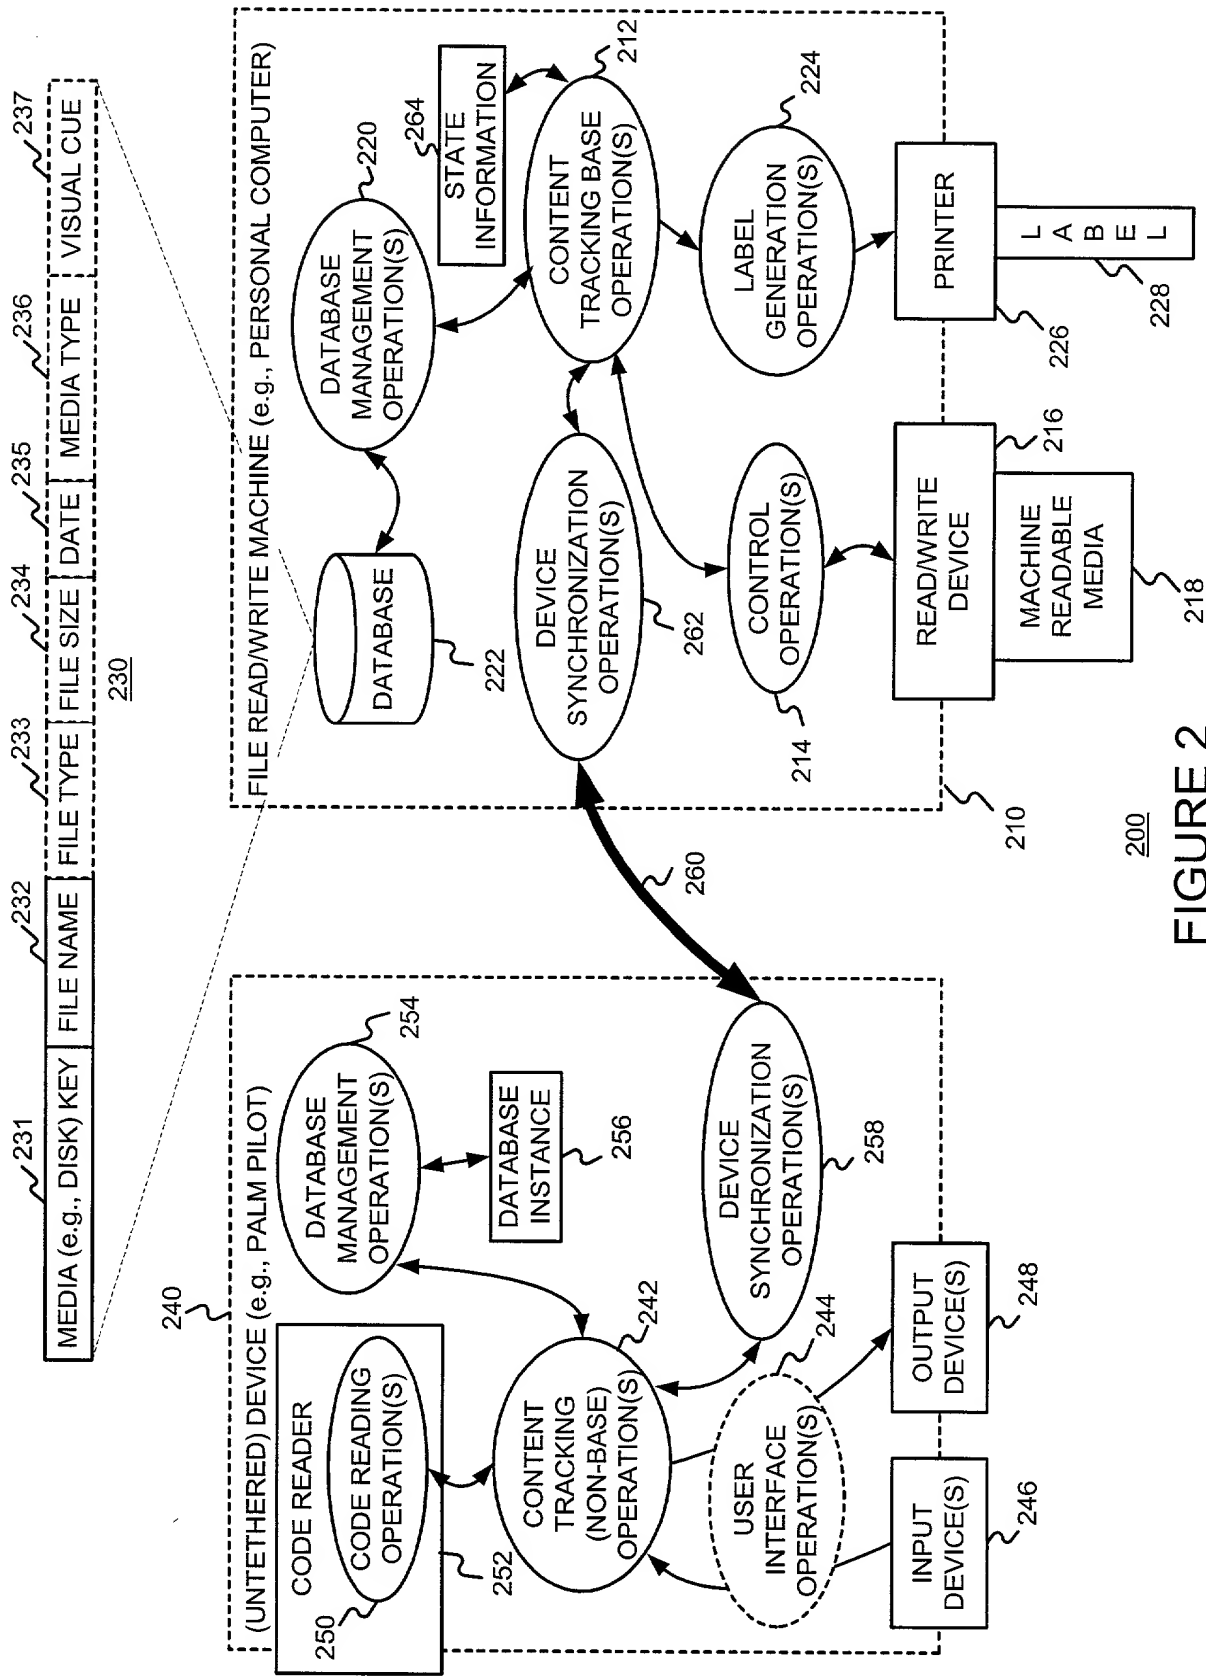 231
232
233
234
235
236
237
MEDIA (e.g., DISK) KEY
FILE NAME
FILE TYPE
FILE SIZE
DATE
MEDIA TYPE
VISUAL CUE
230
240
(UNTETHERED) DEVICE (e.g., PALM PILOT)
CODE READER
CODE READING
OPERATION(S)
250
252
DATABASE
MANAGEMENT
OPERATION(S)
254
DATABASE
INSTANCE
256
CONTENT
TRACKING
(NON-BASE)
OPERATION(S)
242
DEVICE
SYNCHRONIZATION
OPERATION(S)
258
USER
INTERFACE
OPERATION(S)
244
INPUT
DEVICE(S)
246
OUTPUT
DEVICE(S)
248
260
FILE READ/WRITE MACHINE (e.g., PERSONAL COMPUTER)
DATABASE
222
DATABASE
MANAGEMENT
OPERATION(S)
220
STATE
INFORMATION
264
DEVICE
SYNCHRONIZATION
OPERATION(S)
262
CONTENT
TRACKING BASE
OPERATION(S)
212
CONTROL
OPERATION(S)
214
LABEL
GENERATION
OPERATION(S)
224
READ/WRITE
DEVICE
216
MACHINE
READABLE
MEDIA
218
PRINTER
226
L
A
B
E
L
228
210
200
FIGURE 2